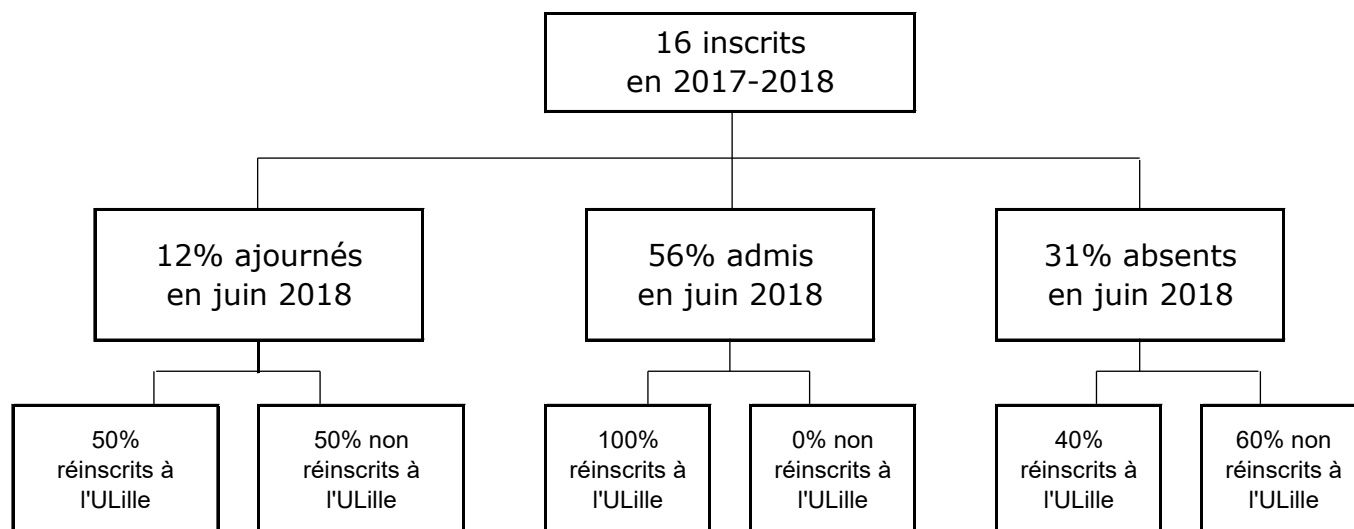 16 inscrits
en 2017-2018
12% ajournés
en juin 2018
56% admis
en juin 2018
31% absents
en juin 2018
50%
réinscrits à
l'ULille
50% non
réinscrits à
l'ULille
100%
réinscrits à
l'ULille
0% non
réinscrits à
l'ULille
40%
réinscrits à
l'ULille
60% non
réinscrits à
l'ULille